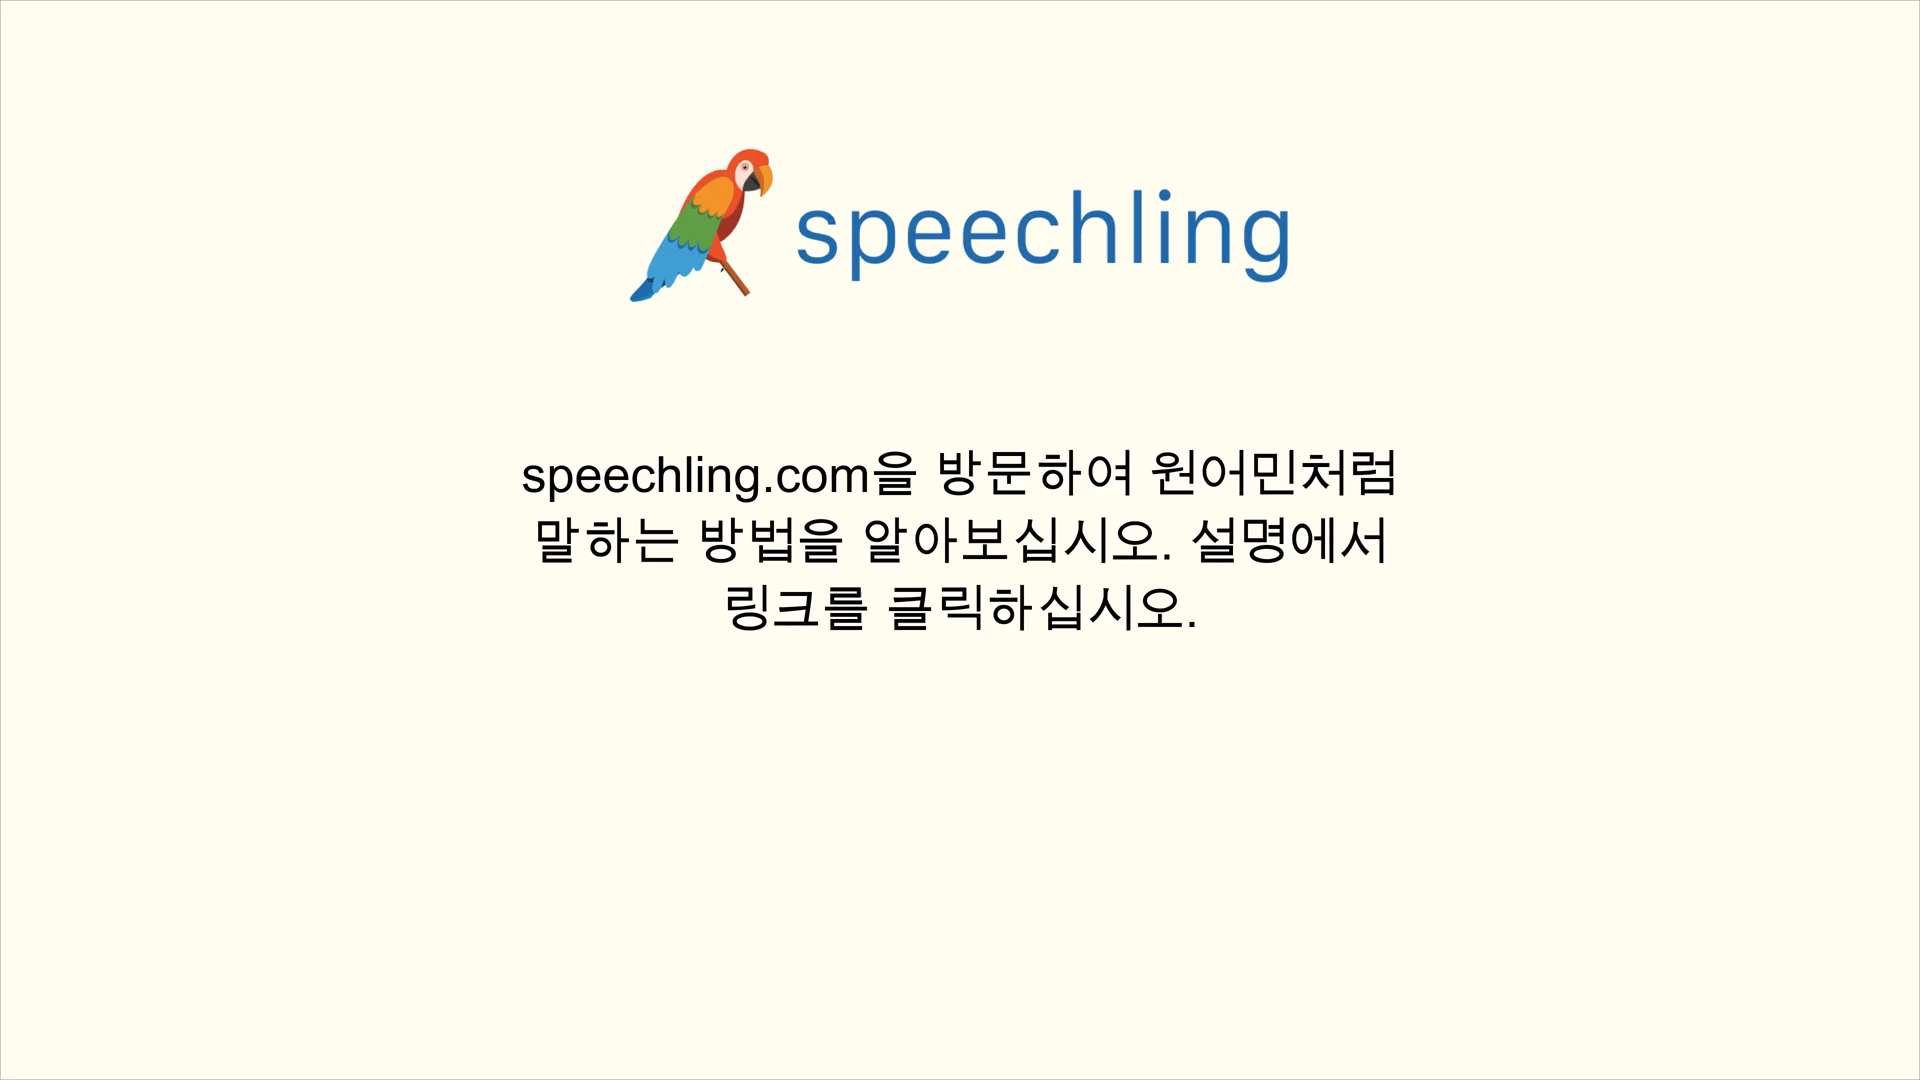 speechling
speechling.com을 방문하여 원어민처럼
말하는 방법을 알아보십시오. 설명에서
링크를 클릭하십시오.